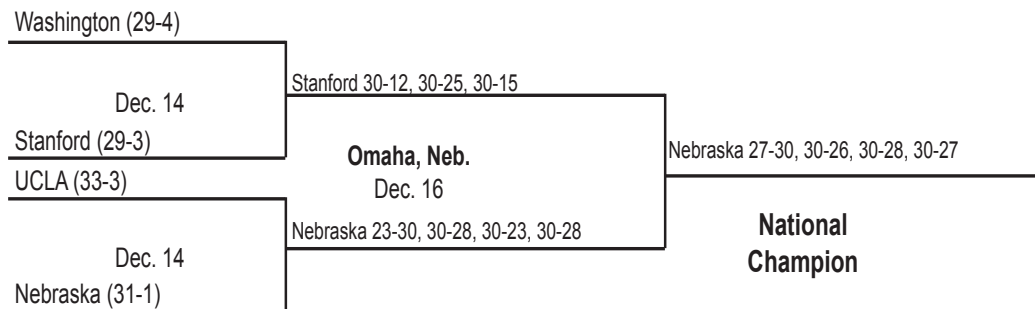 Washington (29-4)
Stanford 30-12, 30-25, 30-15
Dec. 14
Stanford (29-3)
Omaha, Neb.
Dec. 16
Nebraska 27-30, 30-26, 30-28, 30-27
UCLA (33-3)
Nebraska 23-30, 30-28, 30-23, 30-28
National
Champion
Dec. 14
Nebraska (31-1)